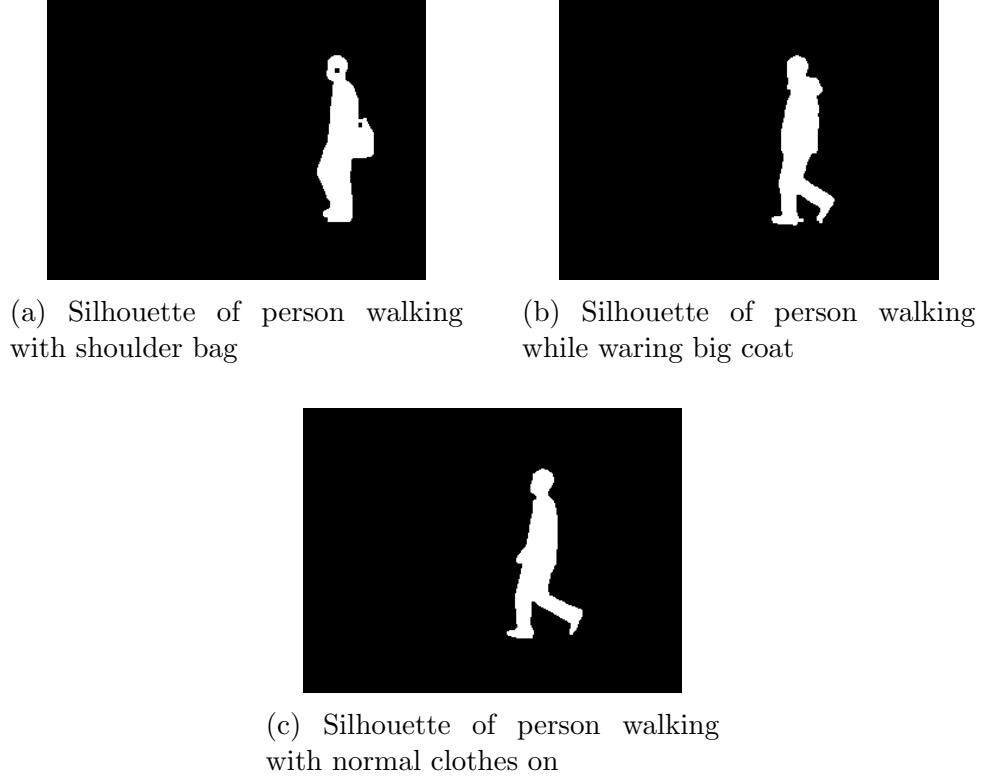 (a) Silhouette of person walking
with shoulder bag
(b) Silhouette of person walking
while waring big coat
(c) Silhouette of person walking
with normal clothes on